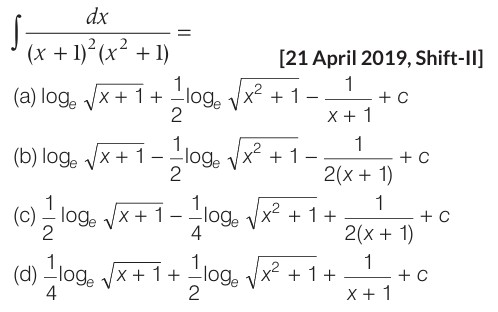 ∫ dx / (x + 1)² (x² + 1) =
[21 April 2019, Shift-II]
(a) logₑ √(x + 1) + 1/2 logₑ √(x² + 1) − 1/(x + 1) + c
(b) logₑ √(x + 1) − 1/2 logₑ √(x² + 1) − 1/(2(x + 1)) + c
(c) 1/2 logₑ √(x + 1) − 1/4 logₑ √(x² + 1) + 1/(2(x + 1)) + c
(d) 1/4 logₑ √(x + 1) + 1/2 logₑ √(x² + 1) + 1/(x + 1) + c